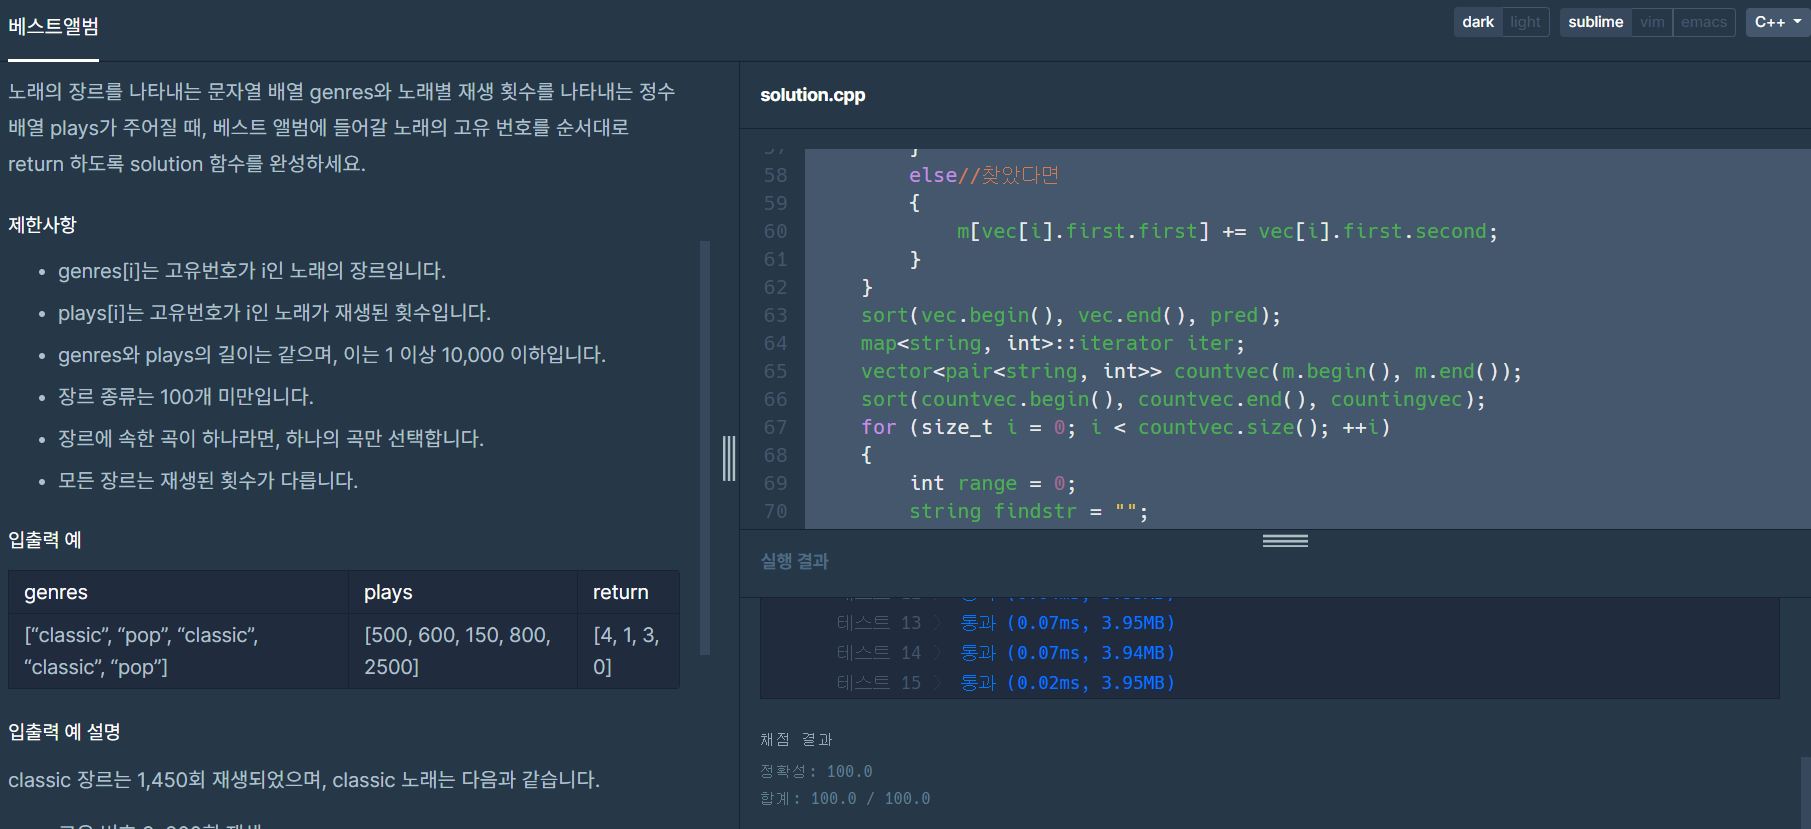 베스트앨범
dark light sublime vim emacs C++
노래의 장르를 나타내는 문자열 배열 genres와 노래별 재생 횟수를 나타내는 정수
배열 plays가 주어질 때, 베스트 앨범에 들어갈 노래의 고유 번호를 순서대로
return 하도록 solution 함수를 완성하세요.
제한사항
• genres[i]는 고유번호가 i인 노래의 장르입니다.
• plays[i]는 고유번호가 i인 노래가 재생된 횟수입니다.
• genres와 plays의 길이는 같으며, 이는 1 이상 10,000 이하입니다.
• 장르 종류는 100개 미만입니다.
• 장르에 속한 곡이 하나라면, 하나의 곡만 선택합니다.
• 모든 장르는 재생된 횟수가 다릅니다.
입출력 예
genres plays return
[“classic”, “pop”, “classic”, [500, 600, 150, 800, [4, 1, 3,
“classic”, “pop”] 2500] 0]
입출력 예 설명
classic 장르는 1,450회 재생되었으며, classic 노래는 다음과 같습니다.
solution.cpp
57 }
58 else//찾았다면
59 {
60 m[vec[i].first.first] += vec[i].first.second;
61 }
62 }
63 sort(vec.begin(), vec.end(), pred);
64 map<string, int>::iterator iter;
65 vector<pair<string, int>> countvec(m.begin(), m.end());
66 sort(countvec.begin(), countvec.end(), countingvec);
67 for (size_t i = 0; i < countvec.size(); ++i)
68 {
69 int range = 0;
70 string findstr = "";
실행 결과
테스트 13 〉 통과 (0.07ms, 3.95MB)
테스트 14 〉 통과 (0.07ms, 3.94MB)
테스트 15 〉 통과 (0.02ms, 3.95MB)
채점 결과
정확성: 100.0
합계: 100.0 / 100.0